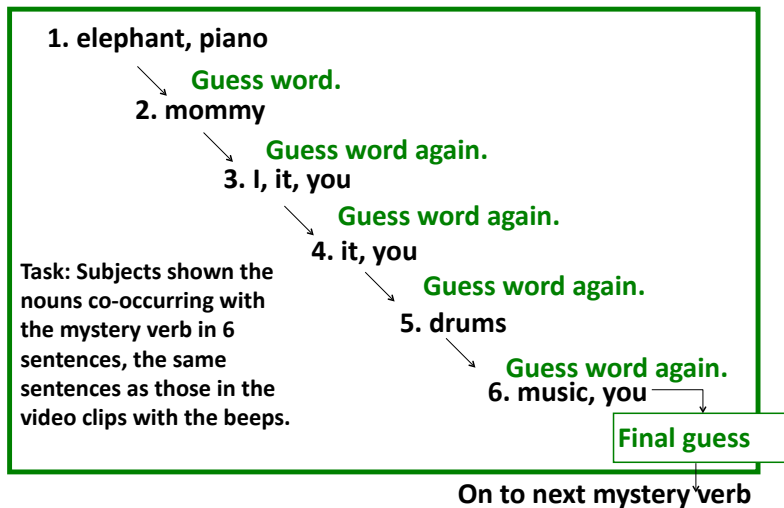 1. elephant, piano
Guess word.
2. mommy
Guess word again.
3. I, it, you
Guess word again.
4. it, you
Task: Subjects shown the
nouns co-occurring with
the mystery verb in 6
sentences, the same
sentences as those in the
video clips with the beeps.
Guess word again.
5. drums
Guess word again.
6. music, you
Final guess
On to next mystery verb